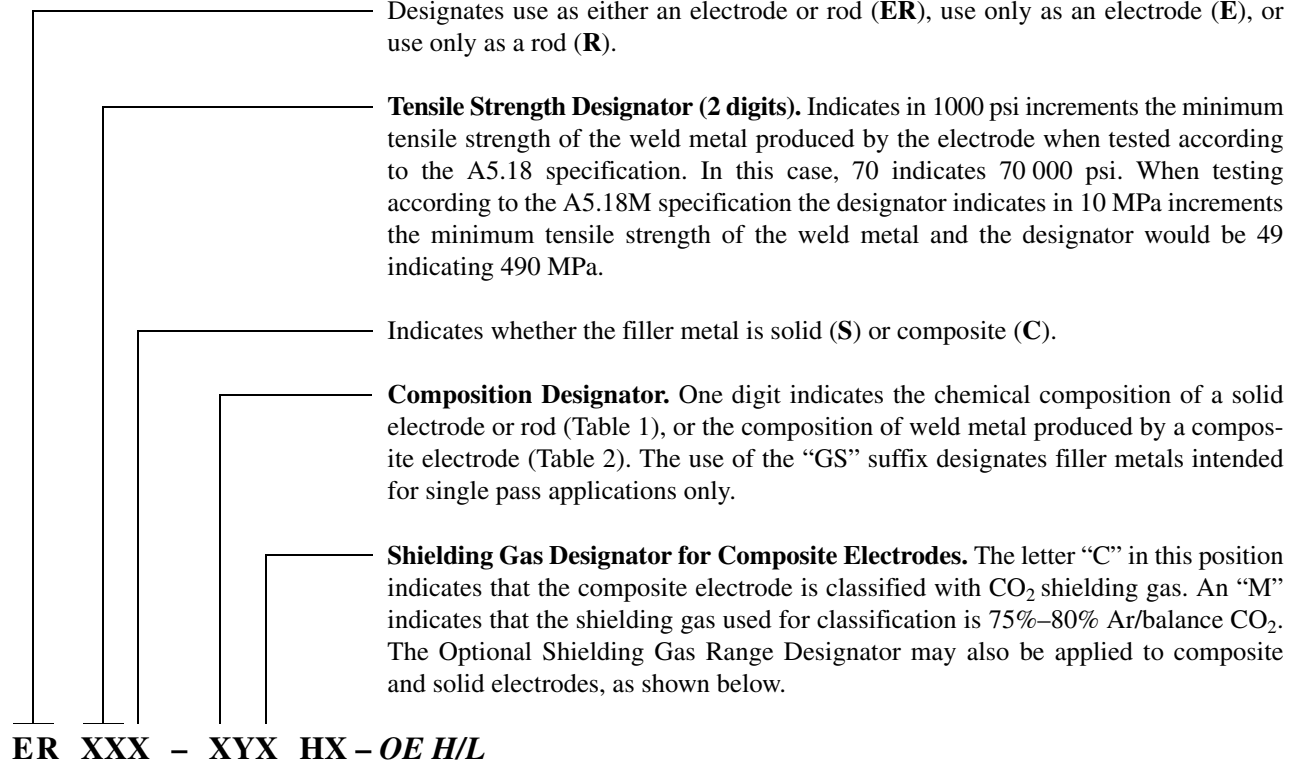 Designates use as either an electrode or rod (ER), use only as an electrode (E), or
use only as a rod (R).
Tensile Strength Designator (2 digits). Indicates in 1000 psi increments the minimum
tensile strength of the weld metal produced by the electrode when tested according
to the A5.18 specification. In this case, 70 indicates 70 000 psi. When testing
according to the A5.18M specification the designator indicates in 10 MPa increments
the minimum tensile strength of the weld metal and the designator would be 49
indicating 490 MPa.
Indicates whether the filler metal is solid (S) or composite (C).
Composition Designator. One digit indicates the chemical composition of a solid
electrode or rod (Table 1), or the composition of weld metal produced by a compos-
ite electrode (Table 2). The use of the “GS” suffix designates filler metals intended
for single pass applications only.
Shielding Gas Designator for Composite Electrodes. The letter “C” in this position
indicates that the composite electrode is classified with CO₂ shielding gas. An “M”
indicates that the shielding gas used for classification is 75%–80% Ar/balance CO₂.
The Optional Shielding Gas Range Designator may also be applied to composite
and solid electrodes, as shown below.
ER XXX – XYX HX – OE H/L